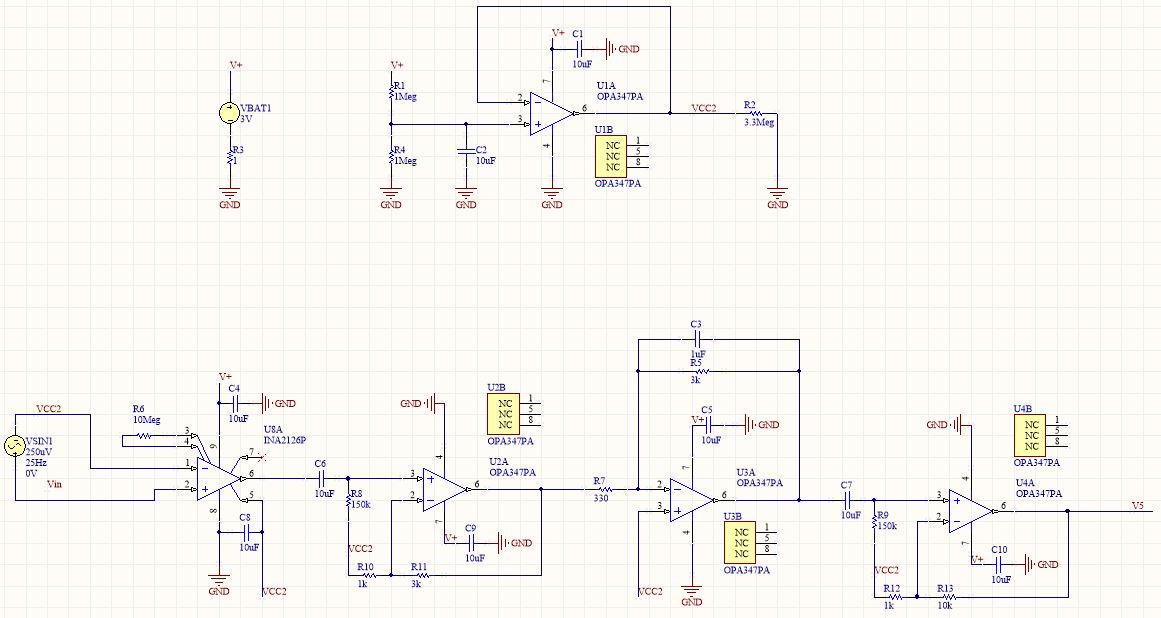 V+
C1
GND
10uF
7
V+
VBAT1
3V
R3
1
GND
V+
R1
1Meg
R4
1Meg
GND
C2
10uF
GND
2
3
4
6
U1A
OPA347PA
GND
U1B
NC 1
NC 5
NC 8
OPA347PA
VCC2
R2
3.3Meg
GND
VCC2
VSIN1
250uV
25Hz
0V
Vin
R6
10Meg
3
4
1
2
V+
C4
GND
10uF
9
U8A
INA2126P
7
6
5
8
C8
10uF
GND
VCC2
C6
10uF
R8
150k
VCC2
R10
1k
R11
3k
GND
4
3
2
6
7
U2A
OPA347PA
U2B
NC 1
NC 5
NC 8
OPA347PA
V+
C9
10uF
GND
R7
330
C3
1uF
R5
3k
V+
C5
10uF
GND
7
2
3
6
4
U3A
OPA347PA
U3B
NC 1
NC 5
NC 8
OPA347PA
VCC2
GND
C7
10uF
R9
150k
VCC2
R12
1k
R13
10k
GND
4
3
2
6
7
U4A
OPA347PA
U4B
NC 1
NC 5
NC 8
OPA347PA
V+
C10
10uF
GND
V5